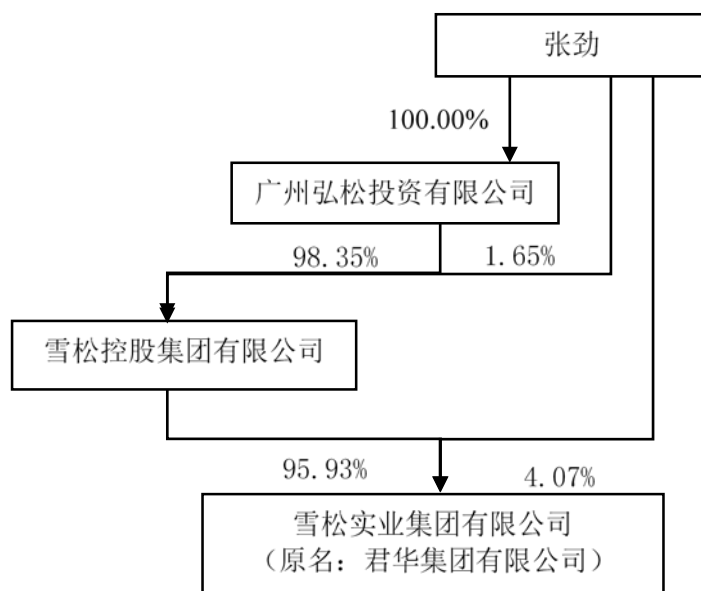 张劲
100.00%
广州弘松投资有限公司
98.35%
1.65%
雪松控股集团有限公司
95.93%
4.07%
雪松实业集团有限公司
（原名：君华集团有限公司）